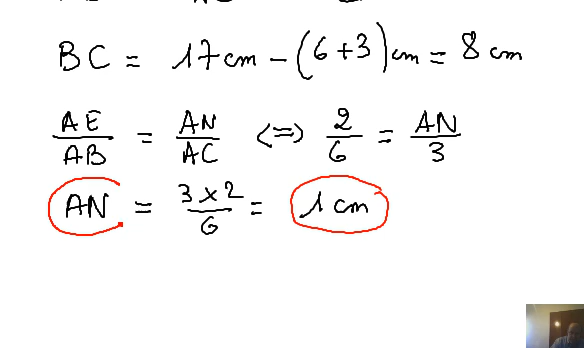 BC = 17 cm - (6+3) cm = 8 cm
AE/AB = AN/AC <=> 2/6 = AN/3
AN = 3 x 2/6 = 1 cm